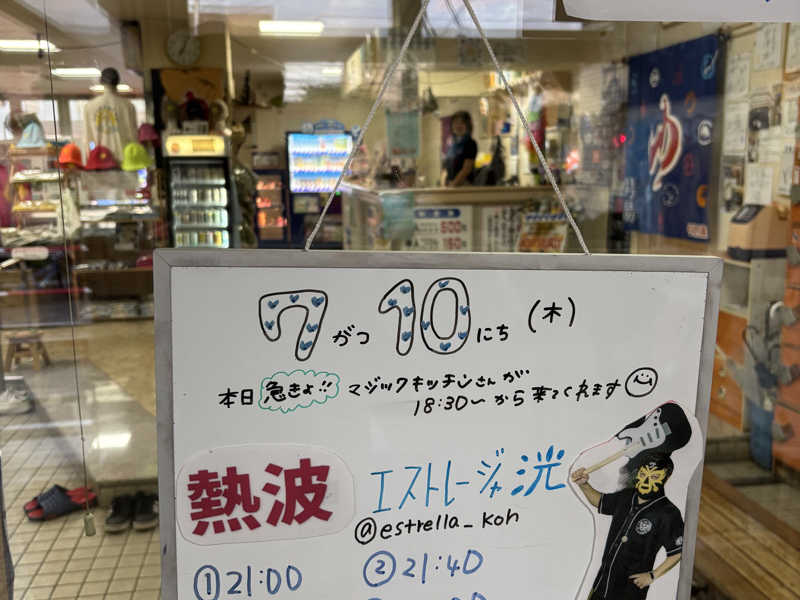 7がつ10にち(木)
本日 急きょ!! マジックキッチンさんが
18:30〜から来てくれます
熱波
エストレージャ洸
@estrella_koh
①21:00 ②21:40
ゆ